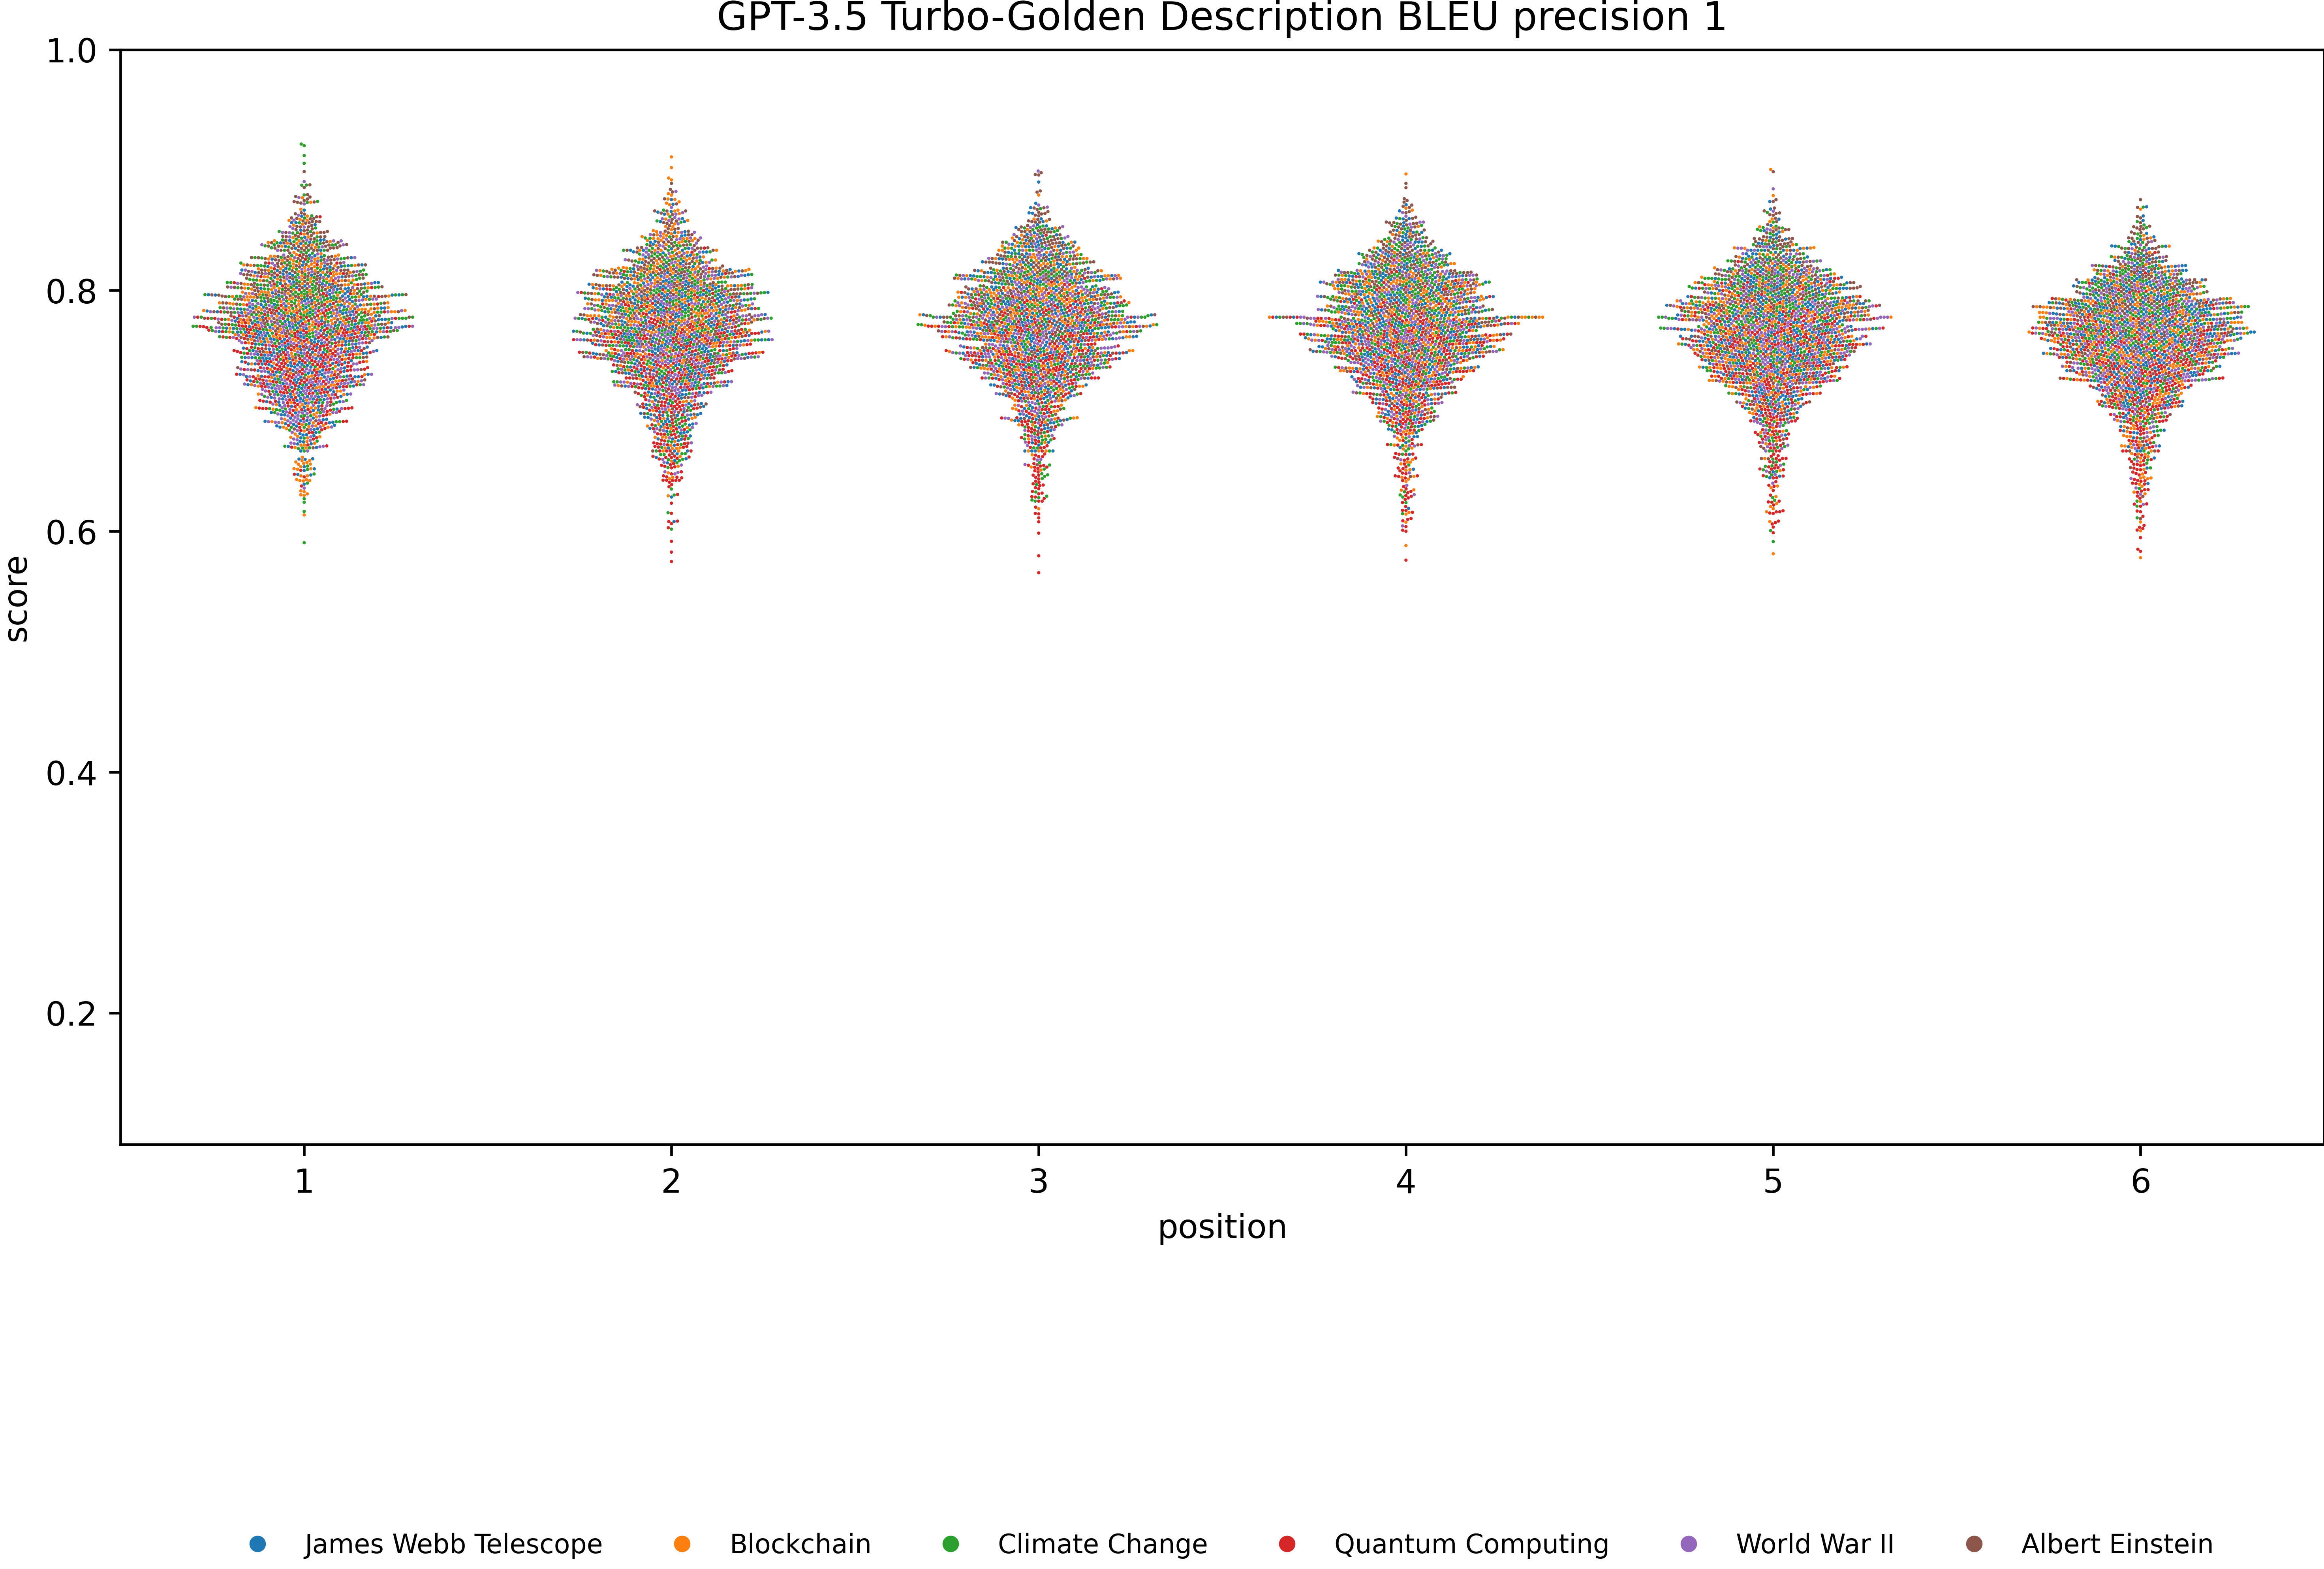 GPT-3.5 Turbo-Golden Description BLEU precision 1
1.0
0.8
0.6
0.4
0.2
score
1 2 3 4 5 6
position
James Webb Telescope Blockchain Climate Change Quantum Computing World War II Albert Einstein